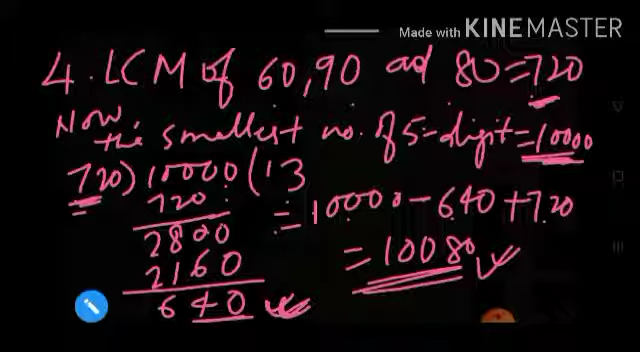 Made with KINEMASTER
4. LCM of 60,90 ad 80=720
Now,
the smallest no. of 5-digit=10000
720)10000(13
720
2800
2160
640
=10000-640+720
=10080